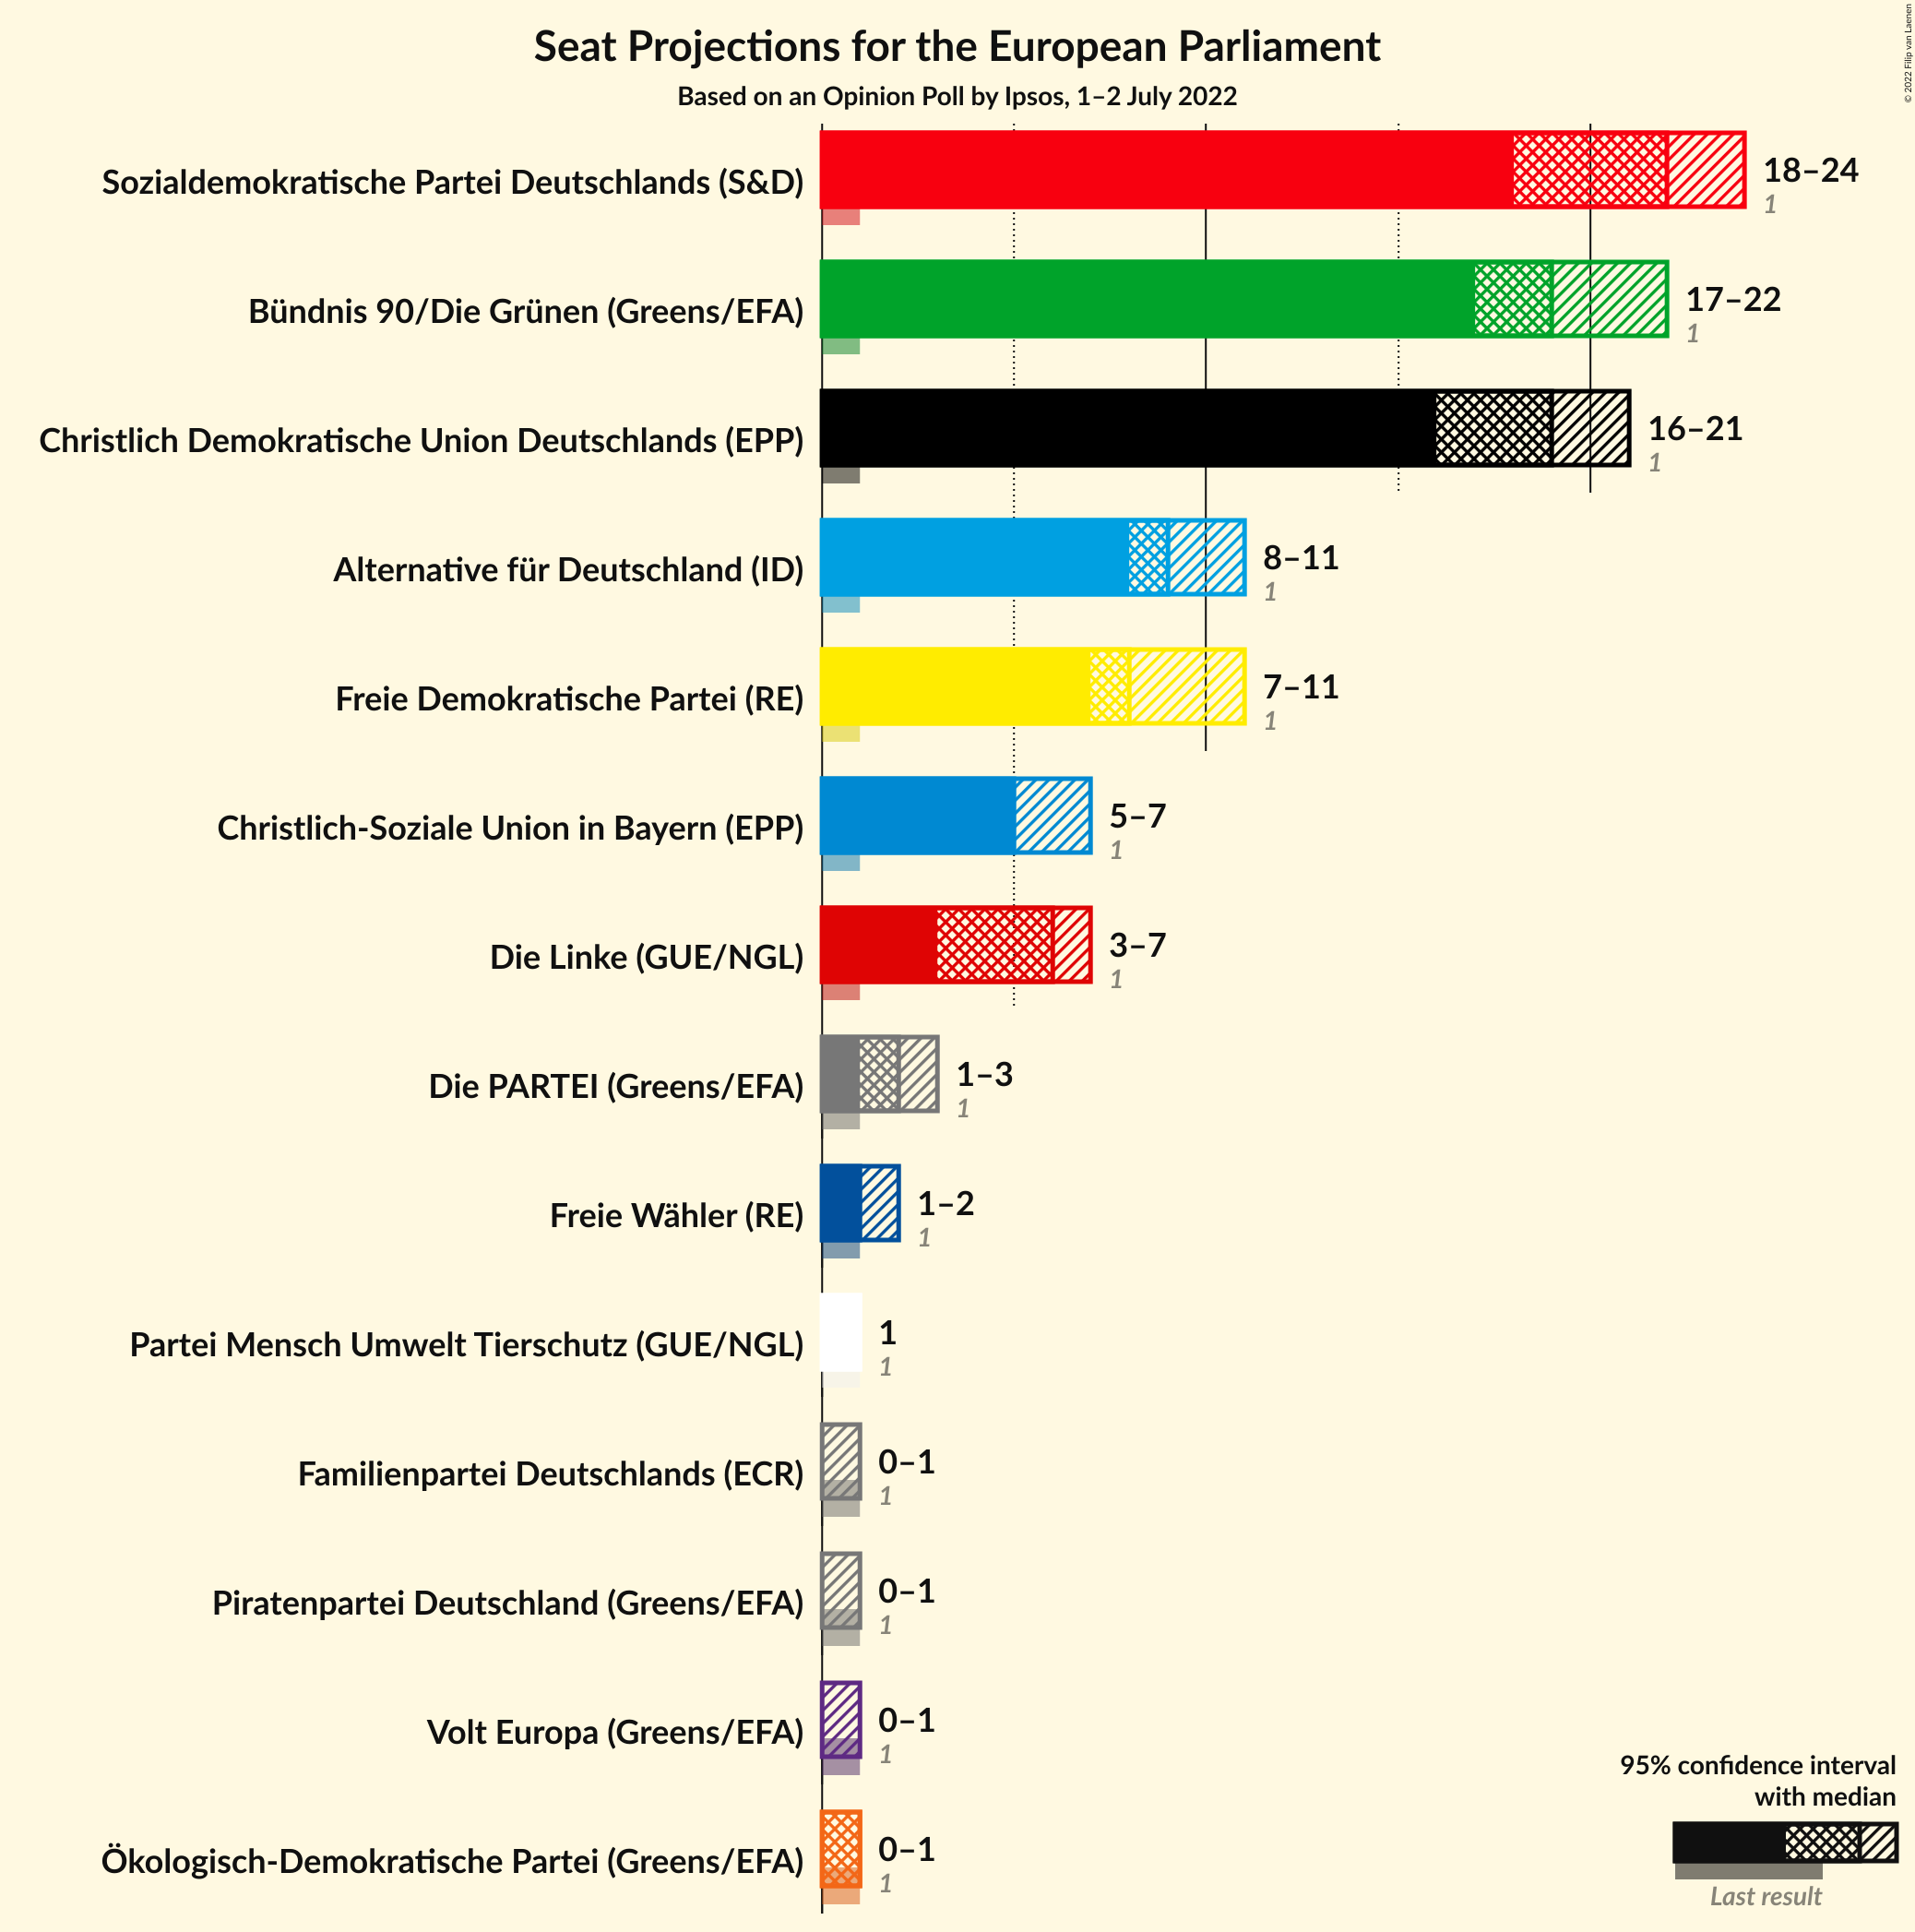 Seat Projections for the European Parliament
Based on an Opinion Poll by Ipsos, 1–2 July 2022
© 2022 Filip van Laenen
Sozialdemokratische Partei Deutschlands (S&D)
18–24
1
Bündnis 90/Die Grünen (Greens/EFA)
17–22
1
Christlich Demokratische Union Deutschlands (EPP)
16–21
1
Alternative für Deutschland (ID)
8–11
1
Freie Demokratische Partei (RE)
7–11
1
Christlich-Soziale Union in Bayern (EPP)
5–7
1
Die Linke (GUE/NGL)
3–7
1
Die PARTEI (Greens/EFA)
1–3
1
Freie Wähler (RE)
1–2
1
Partei Mensch Umwelt Tierschutz (GUE/NGL)
1
1
Familienpartei Deutschlands (ECR)
0–1
1
Piratenpartei Deutschland (Greens/EFA)
0–1
1
Volt Europa (Greens/EFA)
0–1
1
Ökologisch-Demokratische Partei (Greens/EFA)
0–1
1
95% confidence interval
with median
Last result